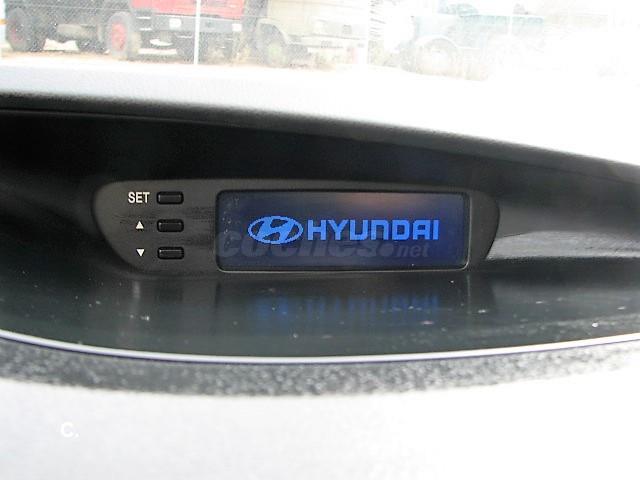 SET
HYUNDAI
coches.net
C.